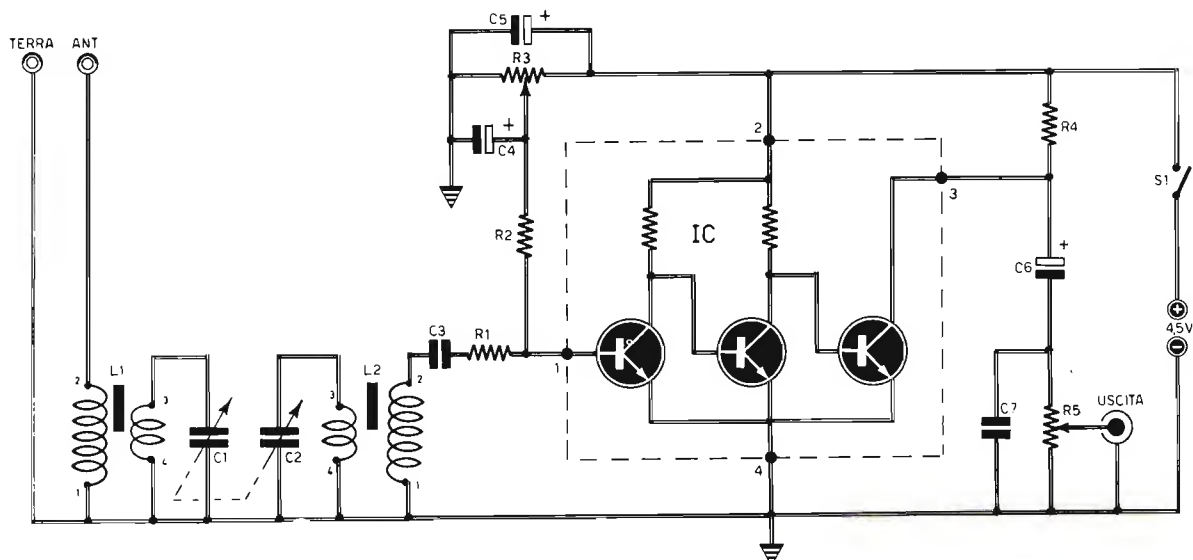 TERRA ANT
C5 +
R3
+
C4
R2
2
IC
3
R4
S1
+
C6
4,5V
C3 R1
1
L1
2
3
4
1
C1
C2
L2
3
4
2
1
4
C7
R5
USCITA